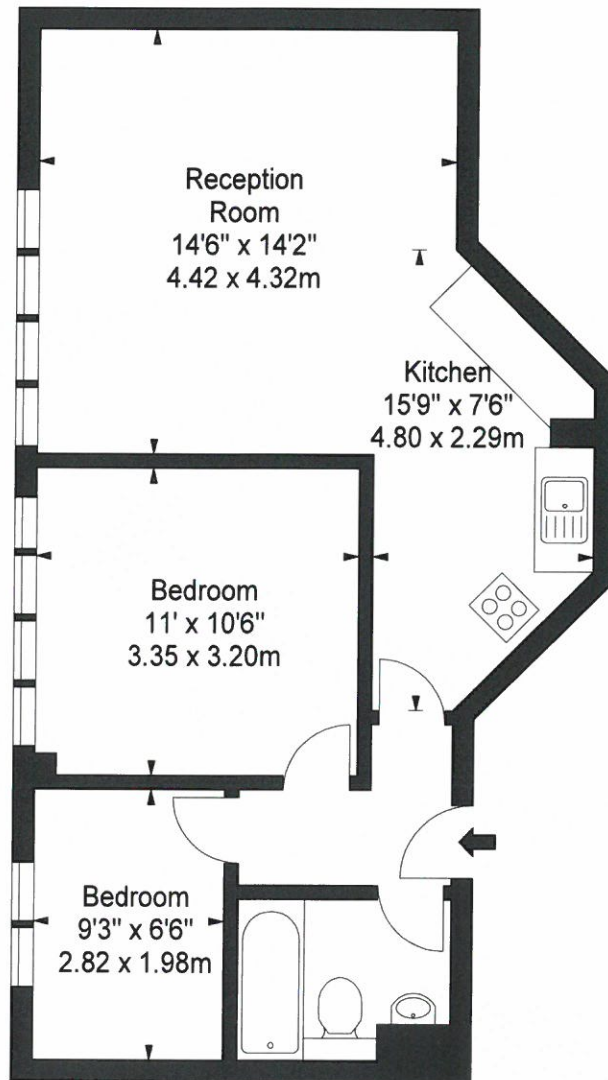 Reception
Room
14'6" x 14'2"
4.42 x 4.32m
Kitchen
15'9" x 7'6"
4.80 x 2.29m
Bedroom
11' x 10'6"
3.35 x 3.20m
Bedroom
9'3" x 6'6"
2.82 x 1.98m